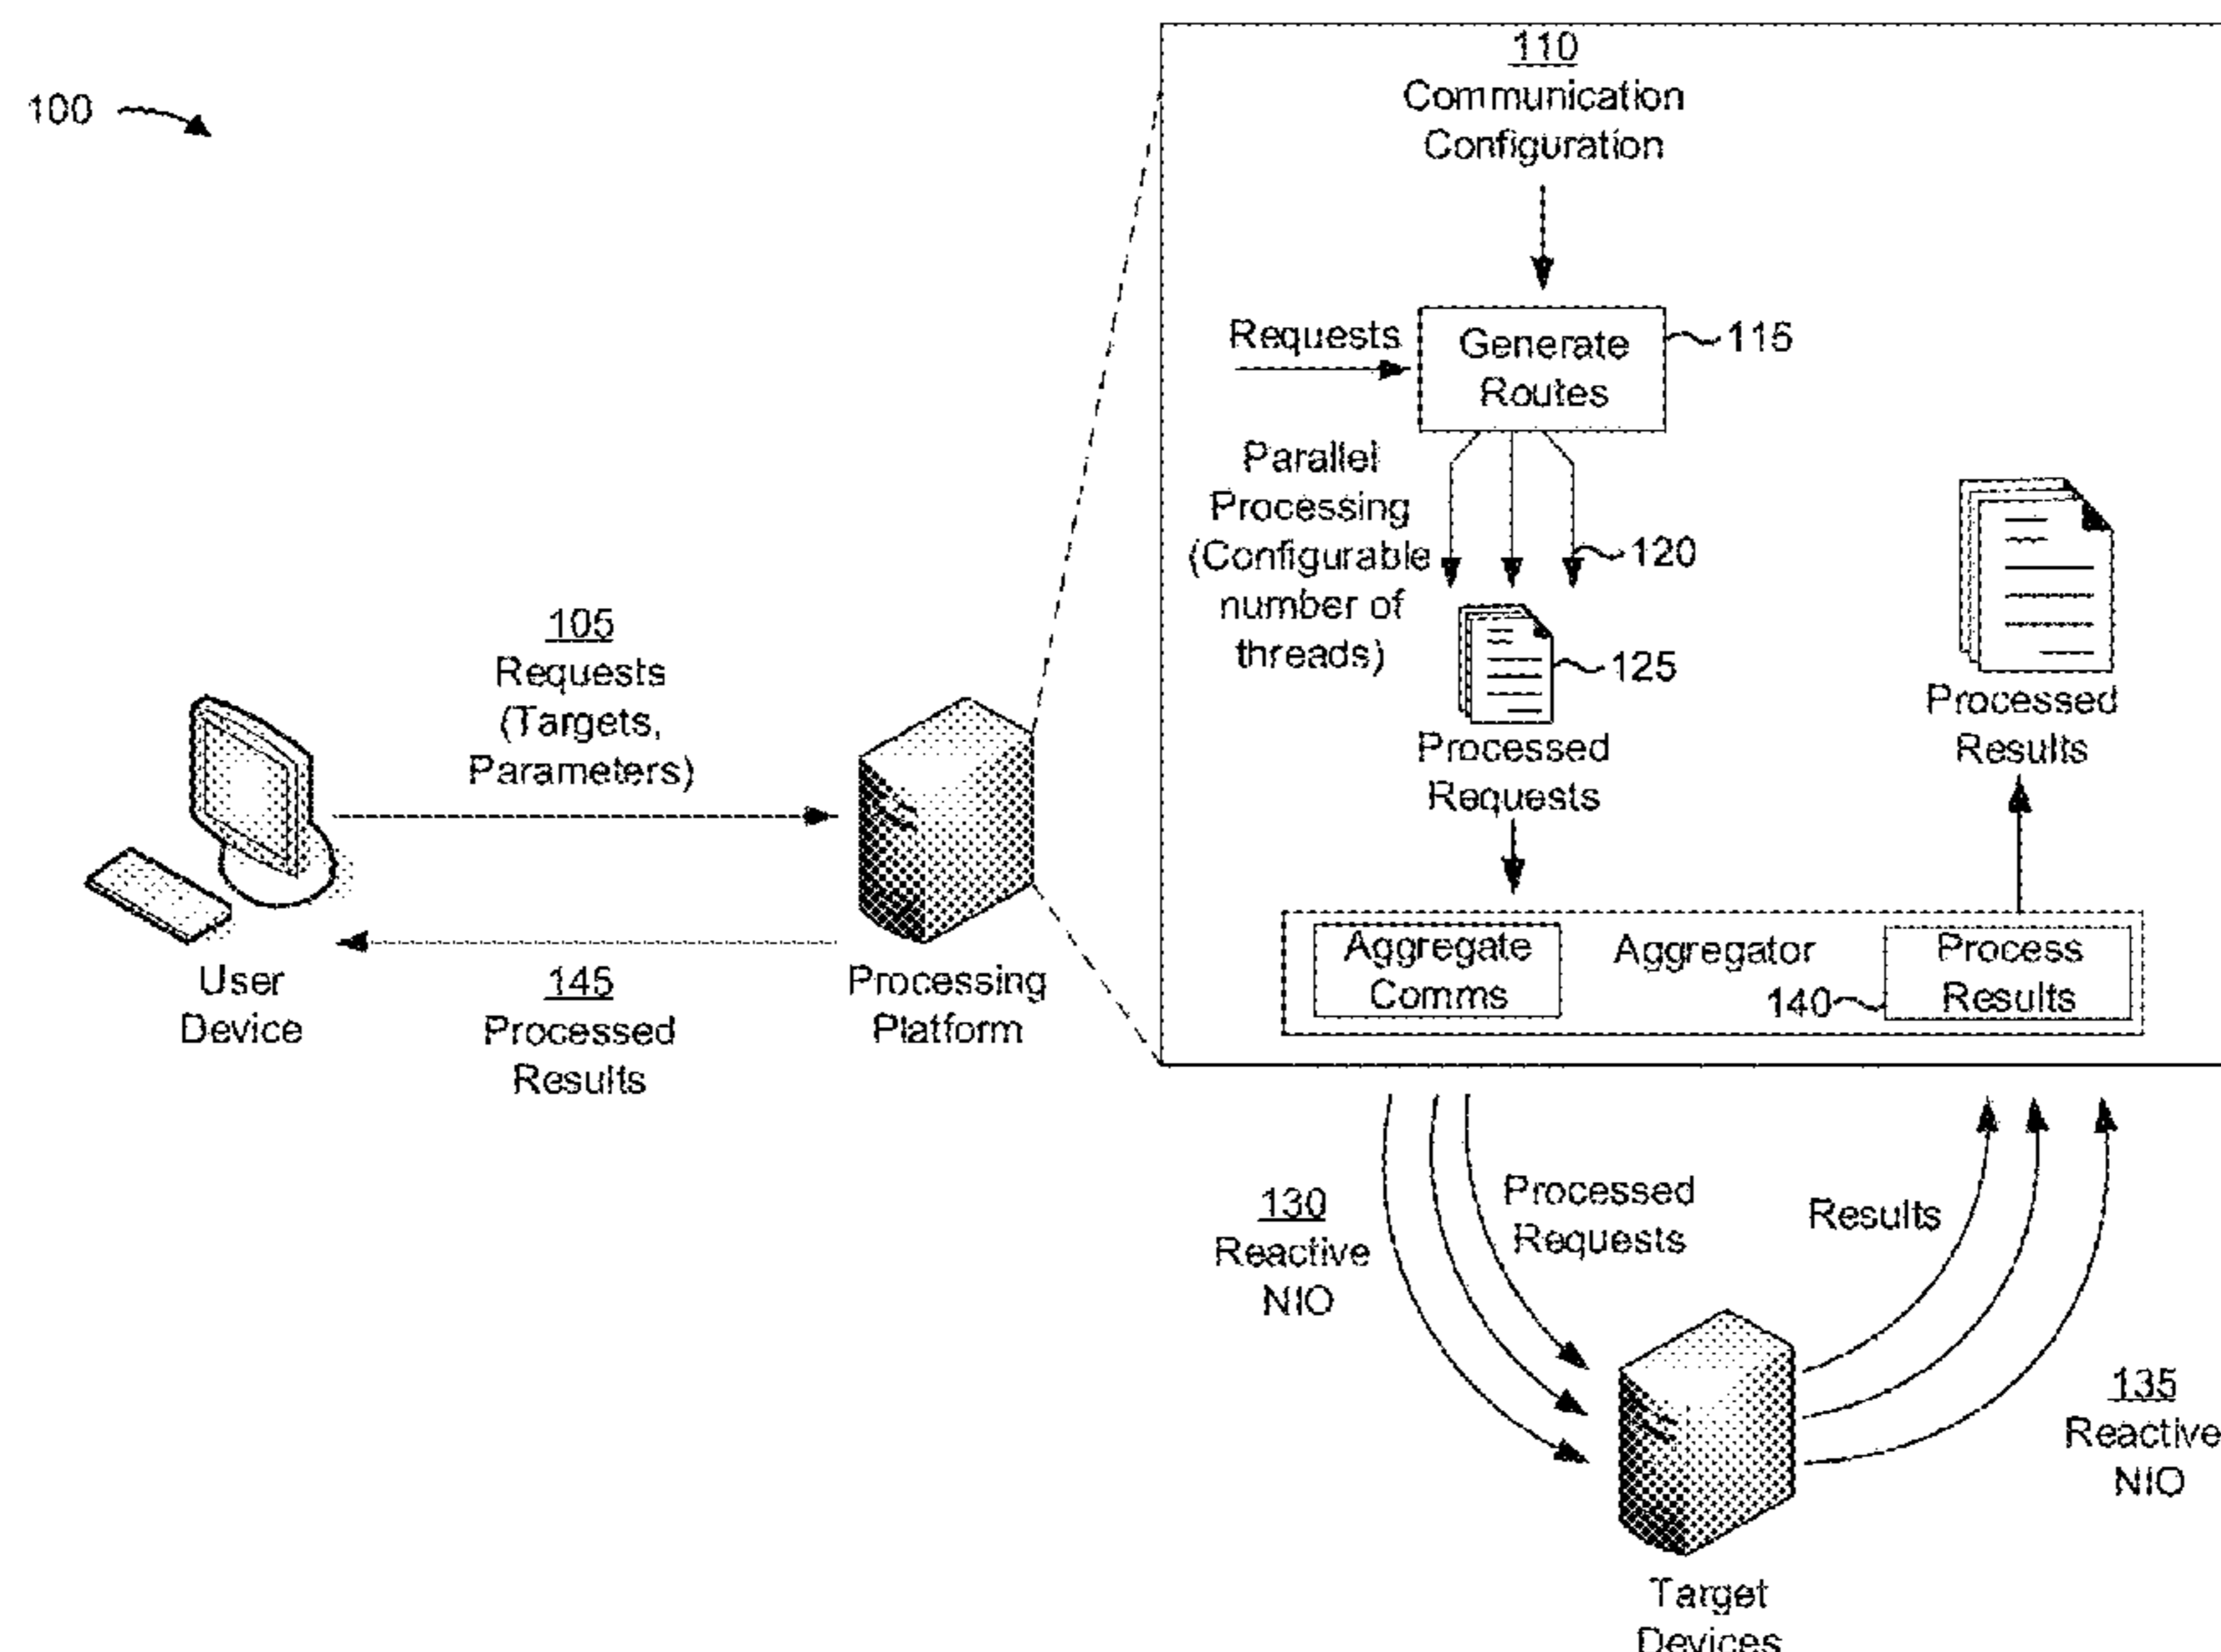 100
110
Communication
Configuration
Requests
Generate
Routes
115
Parallel
Processing
(Configurable
number of
threads)
120
125
Processed
Requests
Processed
Results
105
Requests
(Targets,
Parameters)
User
Device
145
Processed
Results
Processing
Platform
Aggregate
Comms
Aggregator
140
Process
Results
130
Reactive
NIO
Processed
Requests
Results
135
Reactive
NIO
Target
Devices